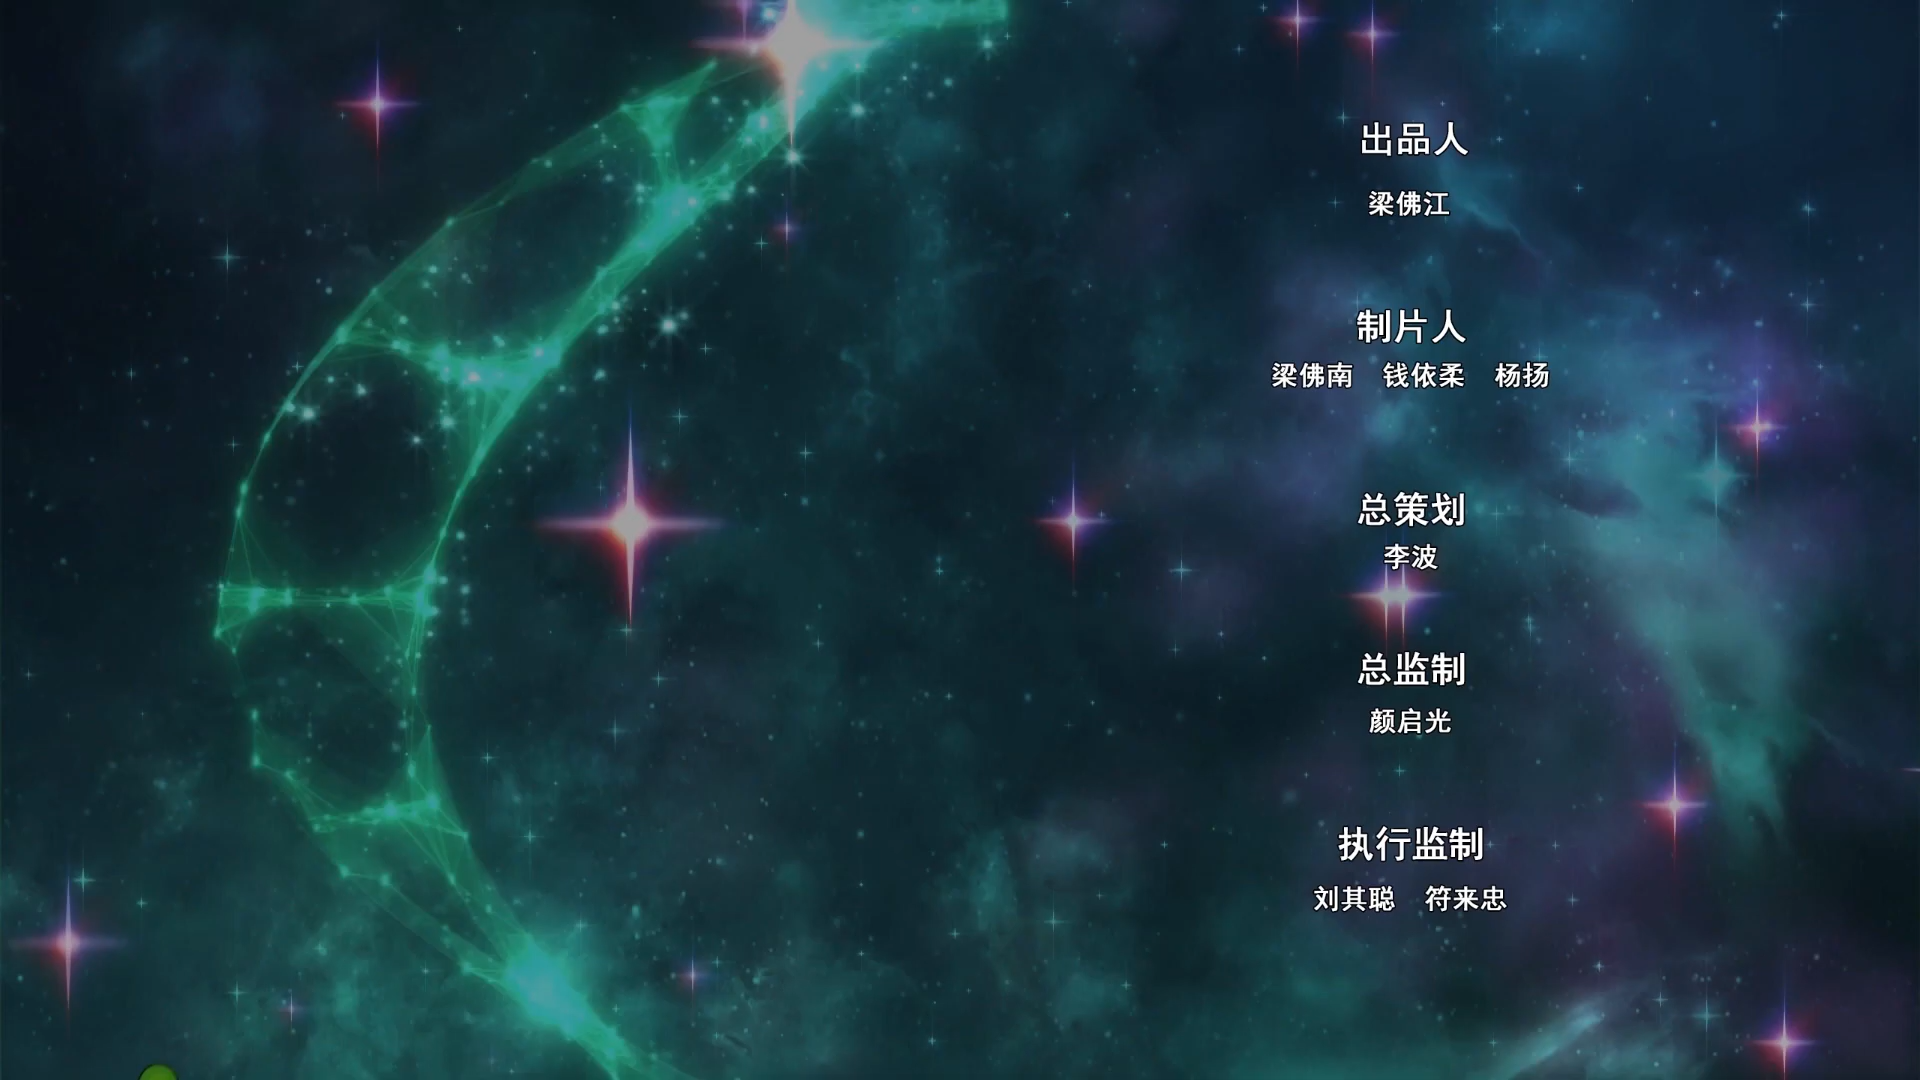 出品人
梁佛江
制片人
梁佛南 钱依柔 杨扬
总策划
李波
总监制
颜启光
执行监制
刘其聪 符来忠